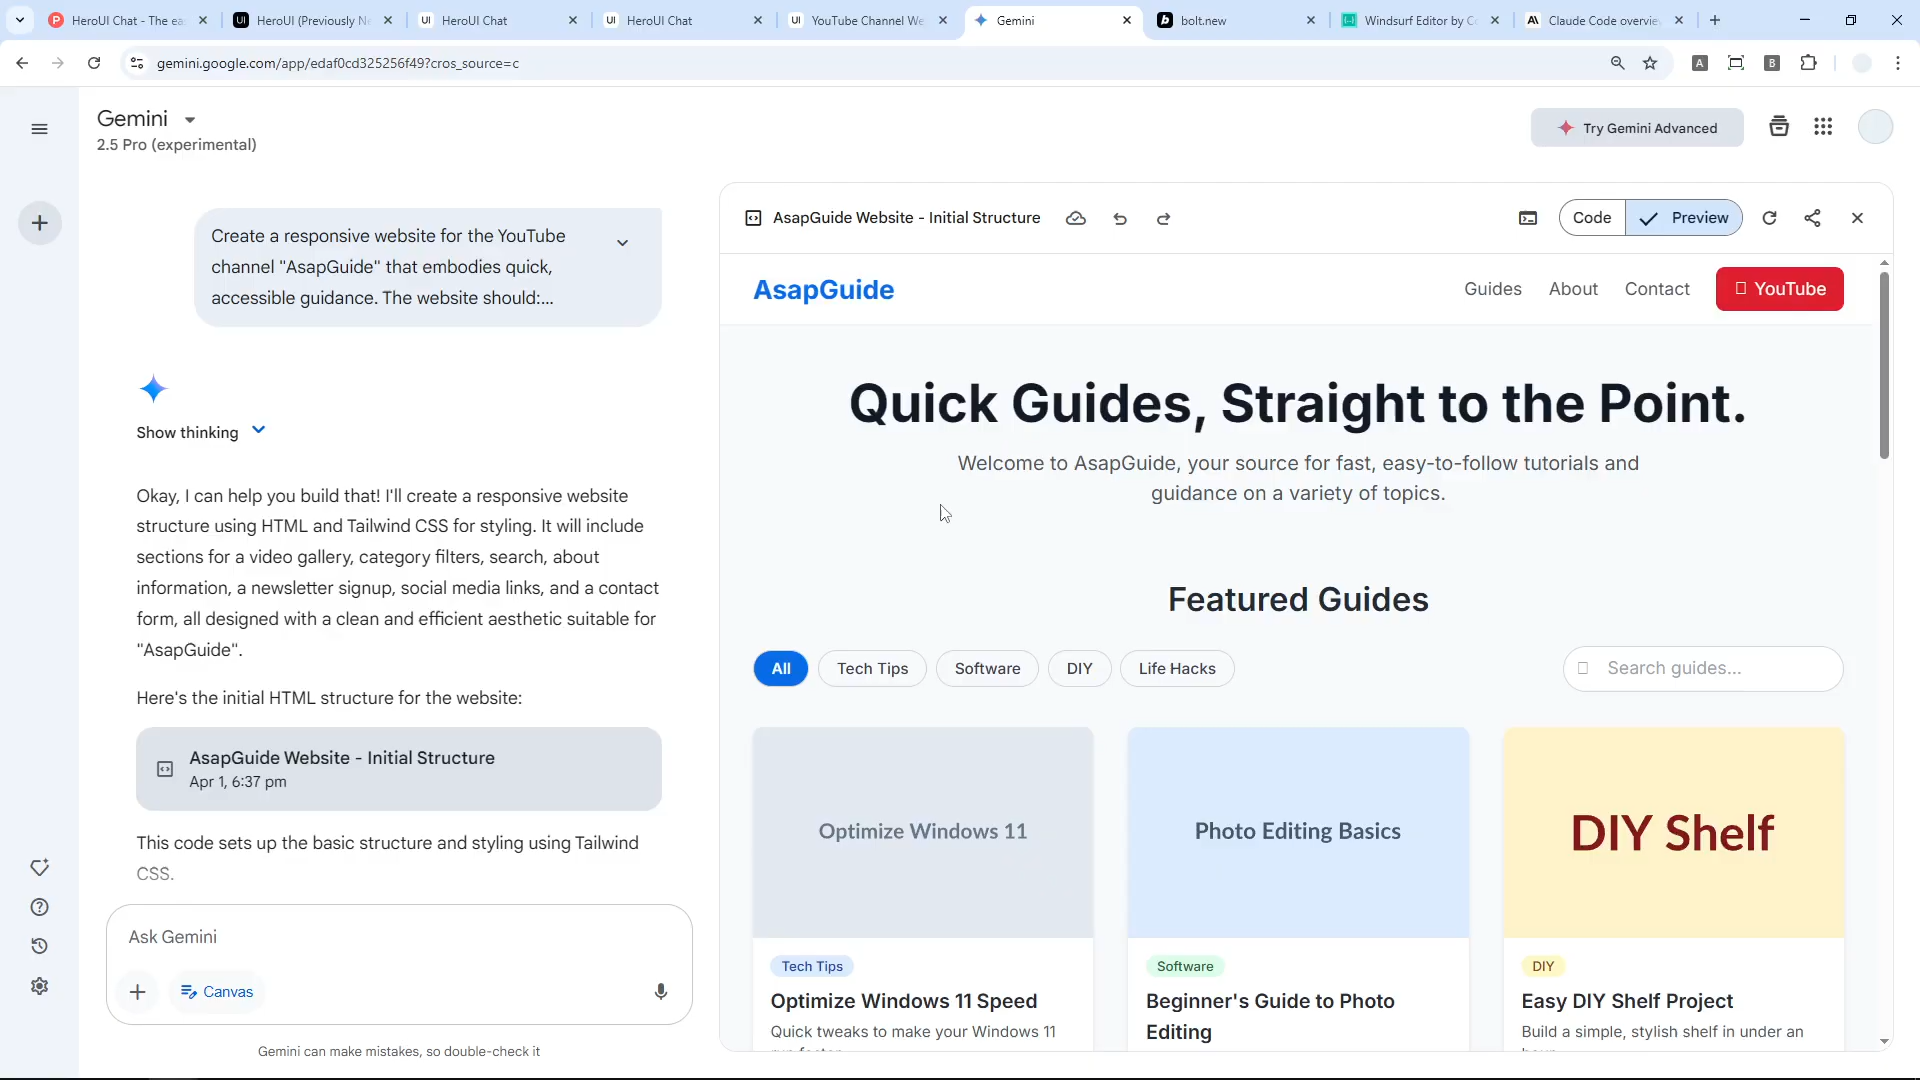 HeroUI Chat - The ea
HeroUI (Previously Ne
HeroUI Chat
HeroUI Chat
YouTube Channel We
Gemini
bolt.new
Windsurf Editor by C
Claude Code overvie
gemini.google.com/app/edaf0cd325256f49?cros_source=c
Gemini
2.5 Pro (experimental)
Try Gemini Advanced
Create a responsive website for the YouTube
channel "AsapGuide" that embodies quick,
accessible guidance. The website should:...
Show thinking
Okay, I can help you build that! I'll create a responsive website
structure using HTML and Tailwind CSS for styling. It will include
sections for a video gallery, category filters, search, about
information, a newsletter signup, social media links, and a contact
form, all designed with a clean and efficient aesthetic suitable for
"AsapGuide".
Here's the initial HTML structure for the website:
AsapGuide Website - Initial Structure
Apr 1, 6:37 pm
This code sets up the basic structure and styling using Tailwind
CSS.
Ask Gemini
Canvas
Gemini can make mistakes, so double-check it
AsapGuide Website - Initial Structure
Code
Preview
AsapGuide
Guides
About
Contact
YouTube
Quick Guides, Straight to the Point.
Welcome to AsapGuide, your source for fast, easy-to-follow tutorials and
guidance on a variety of topics.
Featured Guides
All
Tech Tips
Software
DIY
Life Hacks
Search guides...
Optimize Windows 11
Photo Editing Basics
DIY Shelf
Tech Tips
Optimize Windows 11 Speed
Quick tweaks to make your Windows 11
Software
Beginner's Guide to Photo
Editing
DIY
Easy DIY Shelf Project
Build a simple, stylish shelf in under an